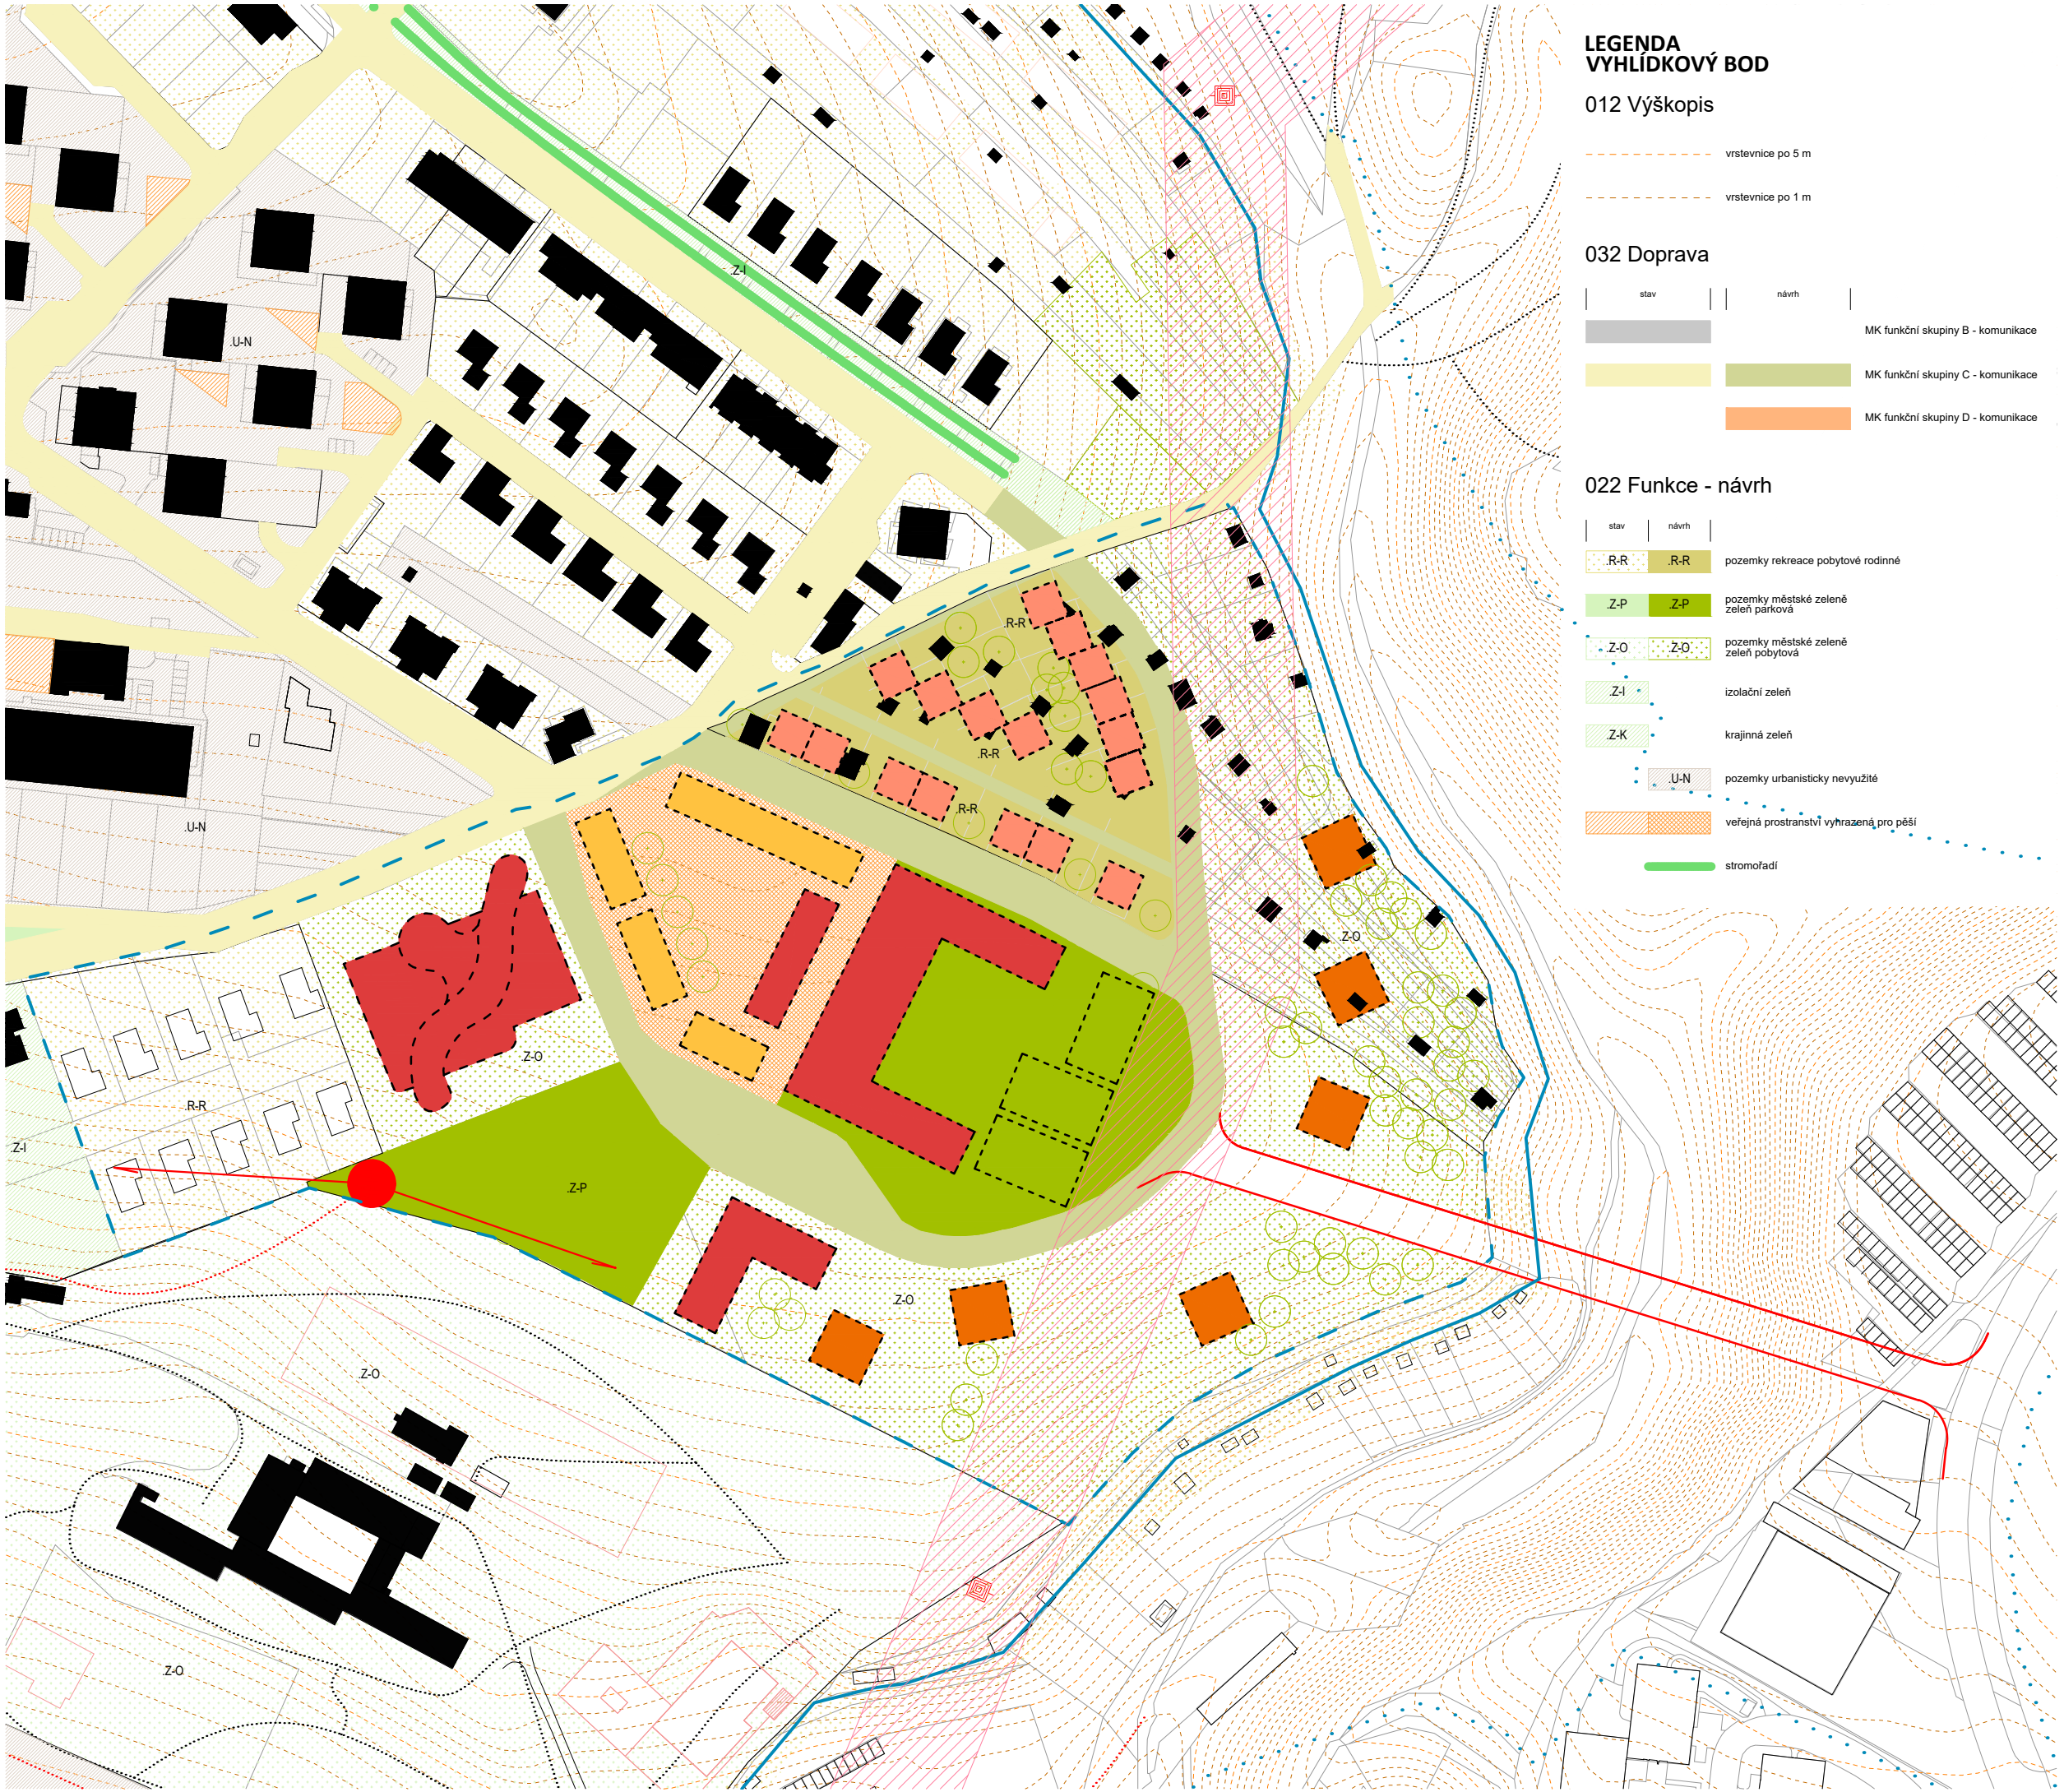 LEGENDA
VYHLÍDKOVÝ BOD
012 Výškopis
vrstevnice po 5 m
vrstevnice po 1 m
032 Doprava
stav návrh
MK funkční skupiny B - komunikace
MK funkční skupiny C - komunikace
MK funkční skupiny D - komunikace
022 Funkce - návrh
stav návrh
.R-R .R-R pozemky rekreace pobytové rodinné
.Z-P .Z-P pozemky městské zeleně
zeleň parková
.Z-O .Z-O pozemky městské zeleně
zeleň pobytová
.Z-I izolační zeleň
.Z-K krajinná zeleň
.U-N pozemky urbanisticky nevyužité
veřejná prostranství vyhrazená pro pěší
stromořadí
.Z-I
.U-N
.R-R
.R-R
.R-R
.U-N
.Z-O
.Z-O
.R-R
.Z-I
.Z-P
.Z-O
.Z-O
.Z-O